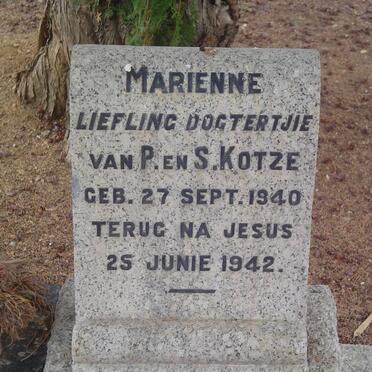 MARIENNE
LIEFLING DOGTERTJIE
VAN P. EN S. KOTZE
GEB. 27 SEPT. 1940
TERUG NA JESUS
25 JUNIE 1942.